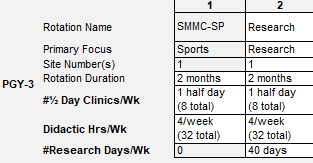 1 2
Rotation Name SMMC-SP Research
Primary Focus Sports Research
Site Number(s) 1 1
Rotation Duration 2 months 2 months
PGY-3
#½ Day Clinics/Wk 1 half day 1 half day
(8 total) (8 total)
Didactic Hrs/Wk 4/week 4/week
(32 total) (32 total)
#Research Days/Wk 0 40 days